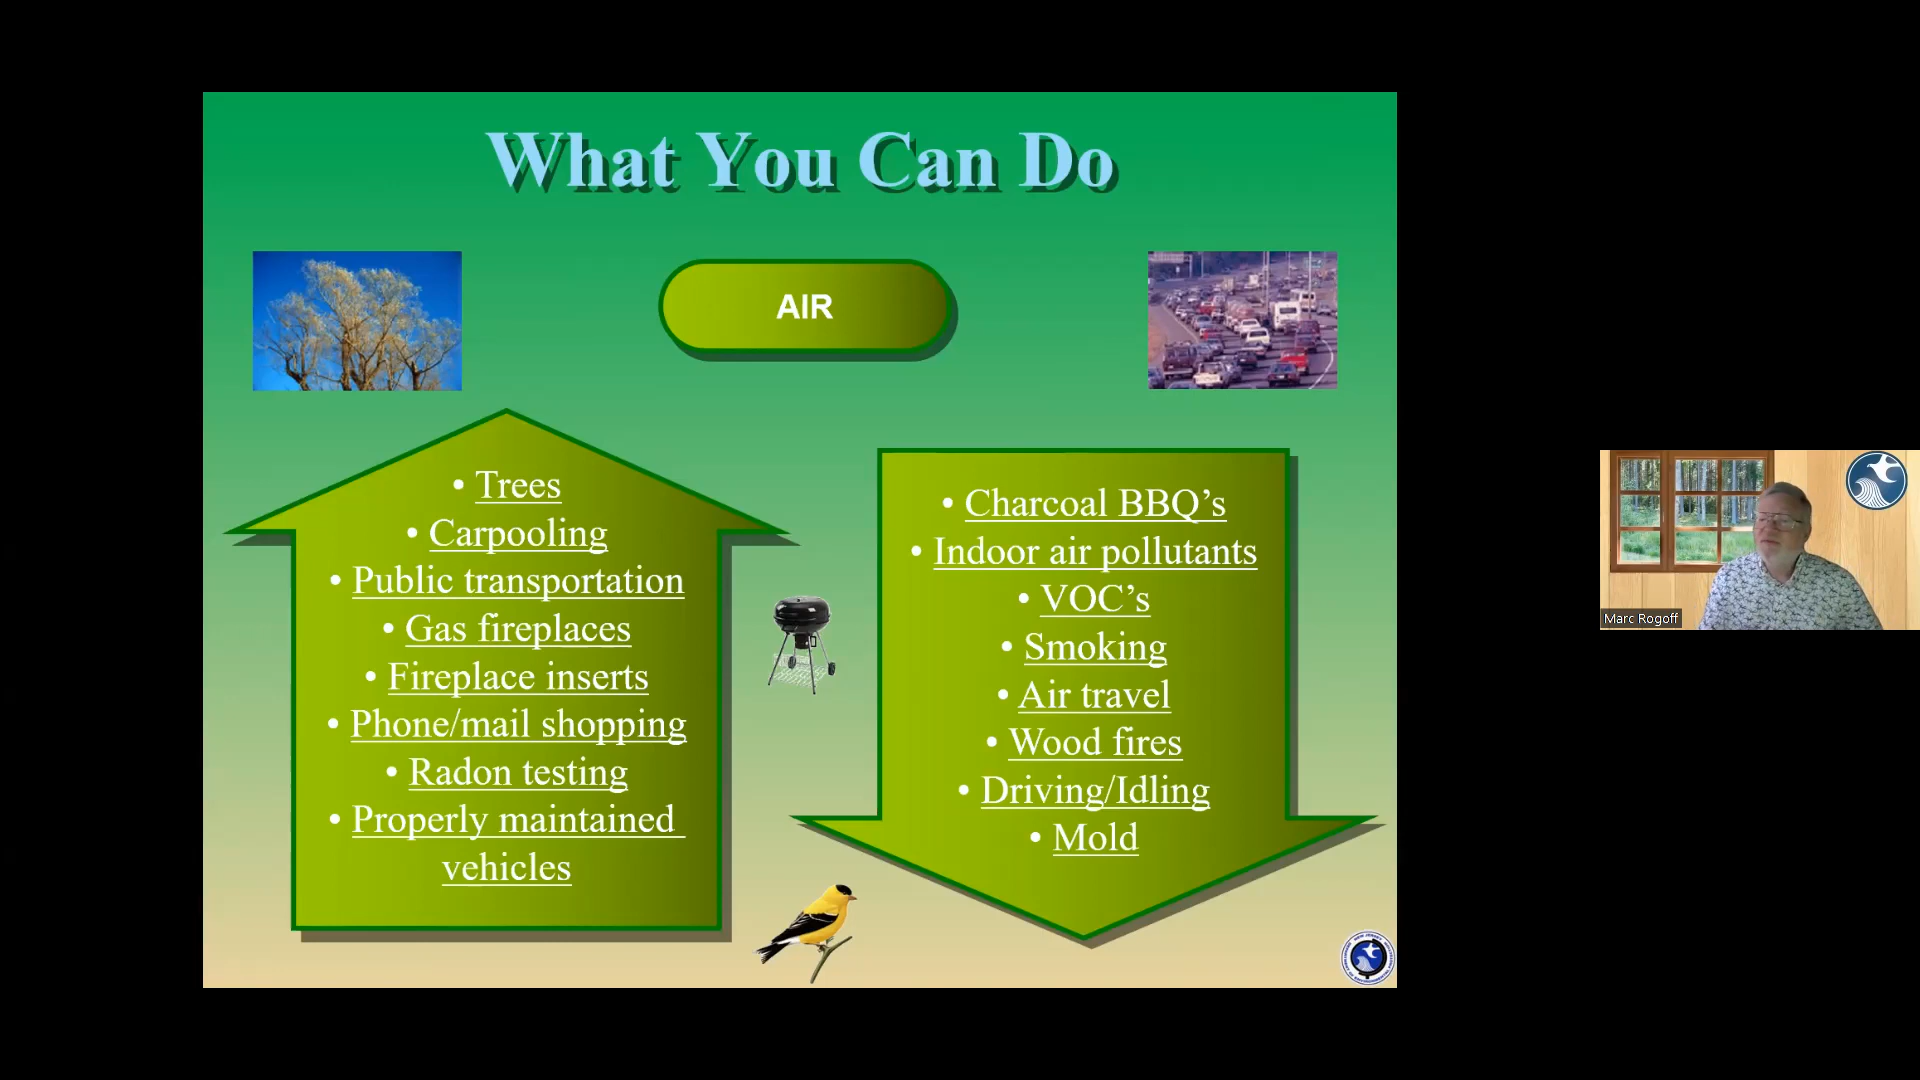 What You Can Do
AIR
• Trees
• Carpooling
• Public transportation
• Gas fireplaces
• Fireplace inserts
• Phone/mail shopping
• Radon testing
• Properly maintained
vehicles
• Charcoal BBQ’s
• Indoor air pollutants
• VOC’s
• Smoking
• Air travel
• Wood fires
• Driving/Idling
• Mold
Marc Rogoff